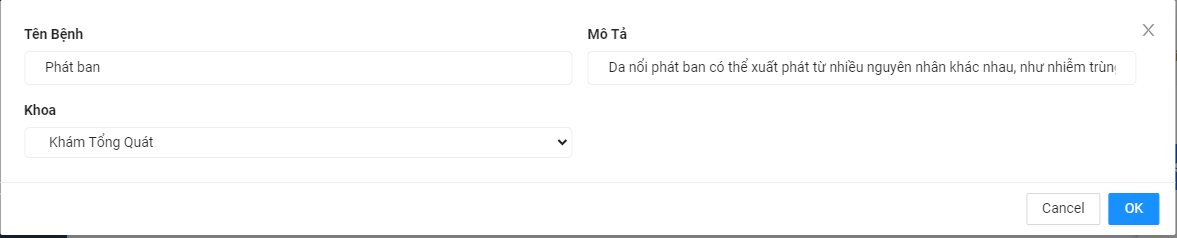 Tên Bệnh
Mô Tả
Phát ban
Da nổi phát ban có thể xuất phát từ nhiều nguyên nhân khác nhau, như nhiễm trùng
Khoa
Khám Tổng Quát
Cancel
OK